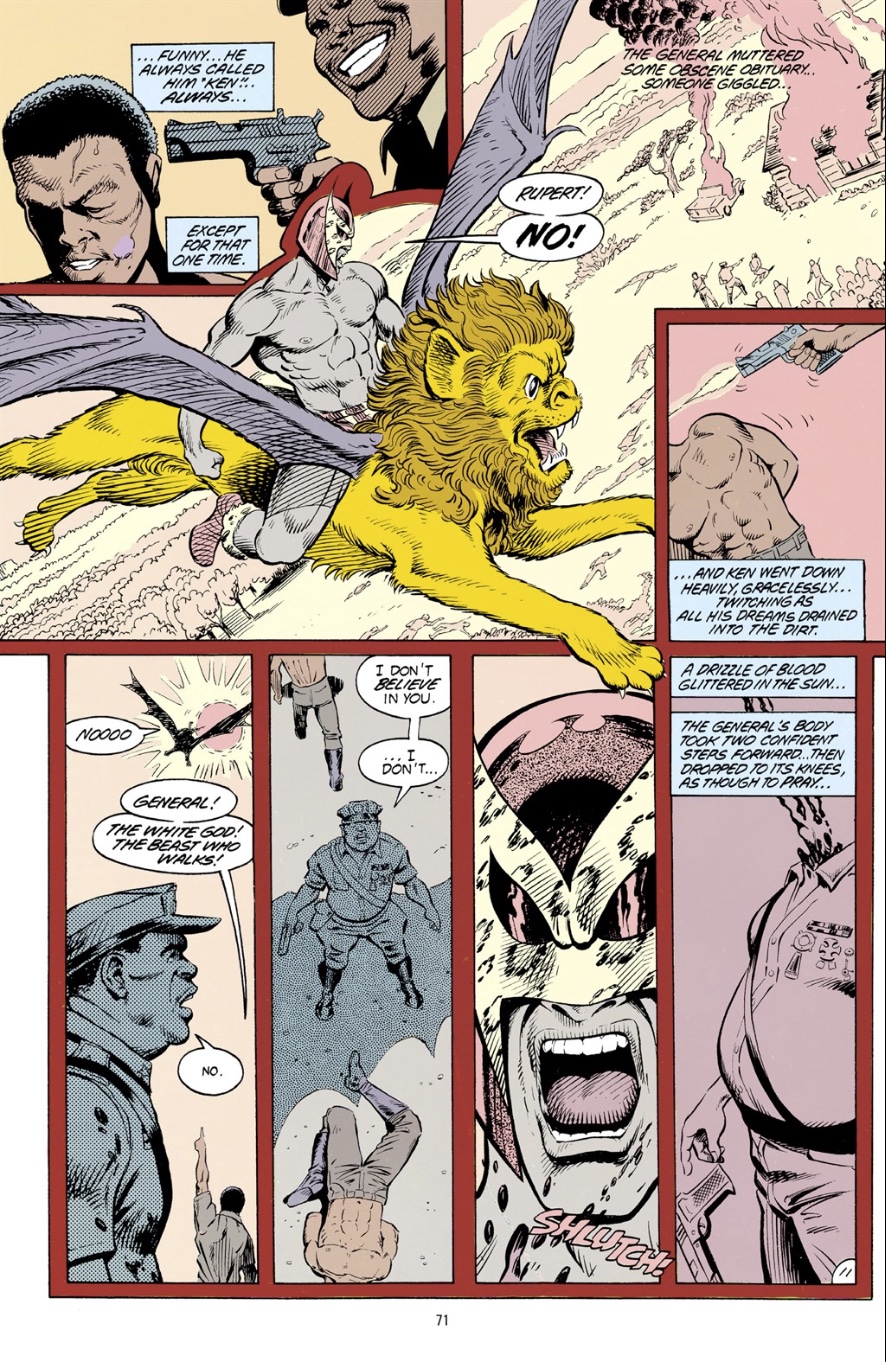 ...FUNNY...HE
ALWAYS CALLED
HIM "KEN"...
ALWAYS...
EXCEPT
FOR THAT
ONE TIME.
THE GENERAL MUTTERED
SOME OBSCENE OBITUARY...
SOMEONE GIGGLED...
RUPERT!
NO!
...AND KEN WENT DOWN
HEAVILY, GRACELESSLY...
TWITCHING AS
ALL HIS DREAMS DRAINED
INTO THE DIRT.
NOOOO
GENERAL!
THE WHITE GOD!
THE BEAST WHO
WALKS!
NO.
I DON'T
BELIEVE
IN YOU.
...I
DON'T...
SHLUTCH!
A DRIZZLE OF BLOOD
GLITTERED IN THE SUN...
THE GENERAL'S BODY
TOOK TWO CONFIDENT
STEPS FORWARD...THEN
DROPPED TO ITS KNEES,
AS THOUGH TO PRAY...
11
71